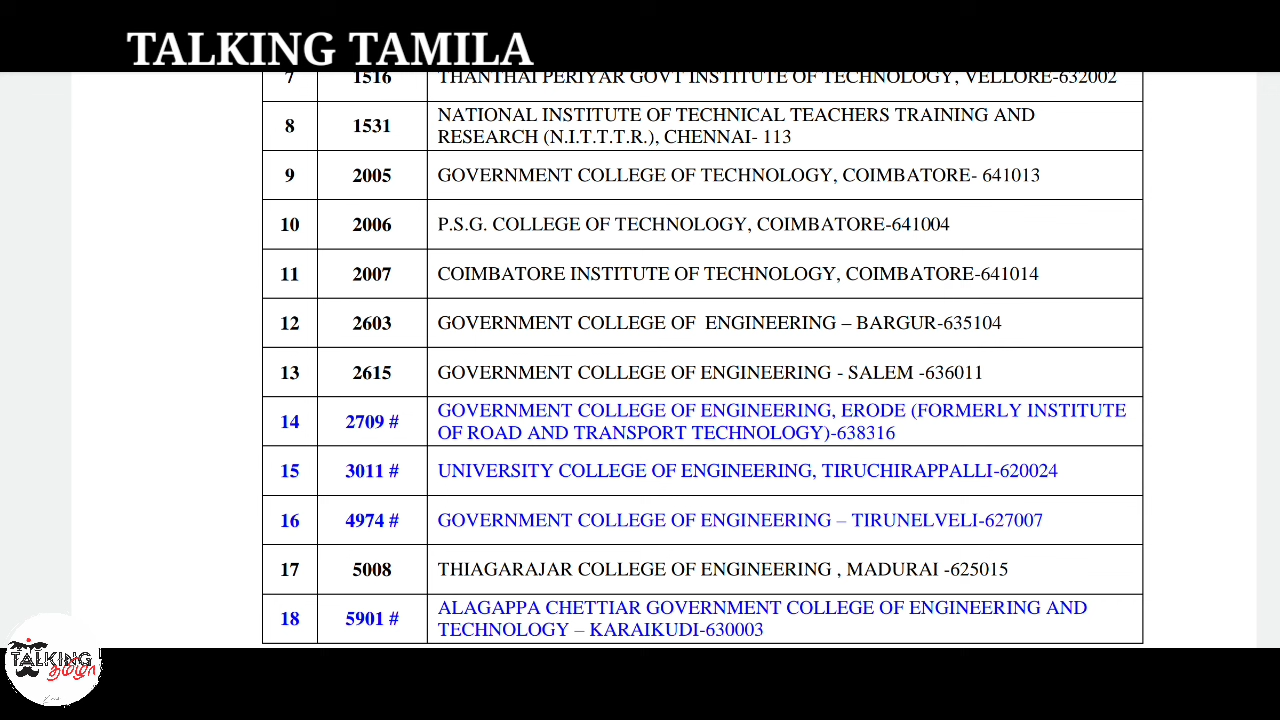 TALKING TAMILA
7 1516 THANTHAI PERIYAR GOVT INSTITUTE OF TECHNOLOGY, VELLORE-632002
8 1531 NATIONAL INSTITUTE OF TECHNICAL TEACHERS TRAINING AND
RESEARCH (N.I.T.T.T.R.), CHENNAI- 113
9 2005 GOVERNMENT COLLEGE OF TECHNOLOGY, COIMBATORE- 641013
10 2006 P.S.G. COLLEGE OF TECHNOLOGY, COIMBATORE-641004
11 2007 COIMBATORE INSTITUTE OF TECHNOLOGY, COIMBATORE-641014
12 2603 GOVERNMENT COLLEGE OF  ENGINEERING – BARGUR-635104
13 2615 GOVERNMENT COLLEGE OF ENGINEERING - SALEM -636011
14 2709 # GOVERNMENT COLLEGE OF ENGINEERING, ERODE (FORMERLY INSTITUTE
OF ROAD AND TRANSPORT TECHNOLOGY)-638316
15 3011 # UNIVERSITY COLLEGE OF ENGINEERING, TIRUCHIRAPPALLI-620024
16 4974 # GOVERNMENT COLLEGE OF ENGINEERING – TIRUNELVELI-627007
17 5008 THIAGARAJAR COLLEGE OF ENGINEERING , MADURAI -625015
18 5901 # ALAGAPPA CHETTIAR GOVERNMENT COLLEGE OF ENGINEERING AND
TECHNOLOGY – KARAIKUDI-630003
TALKING
தமிழா